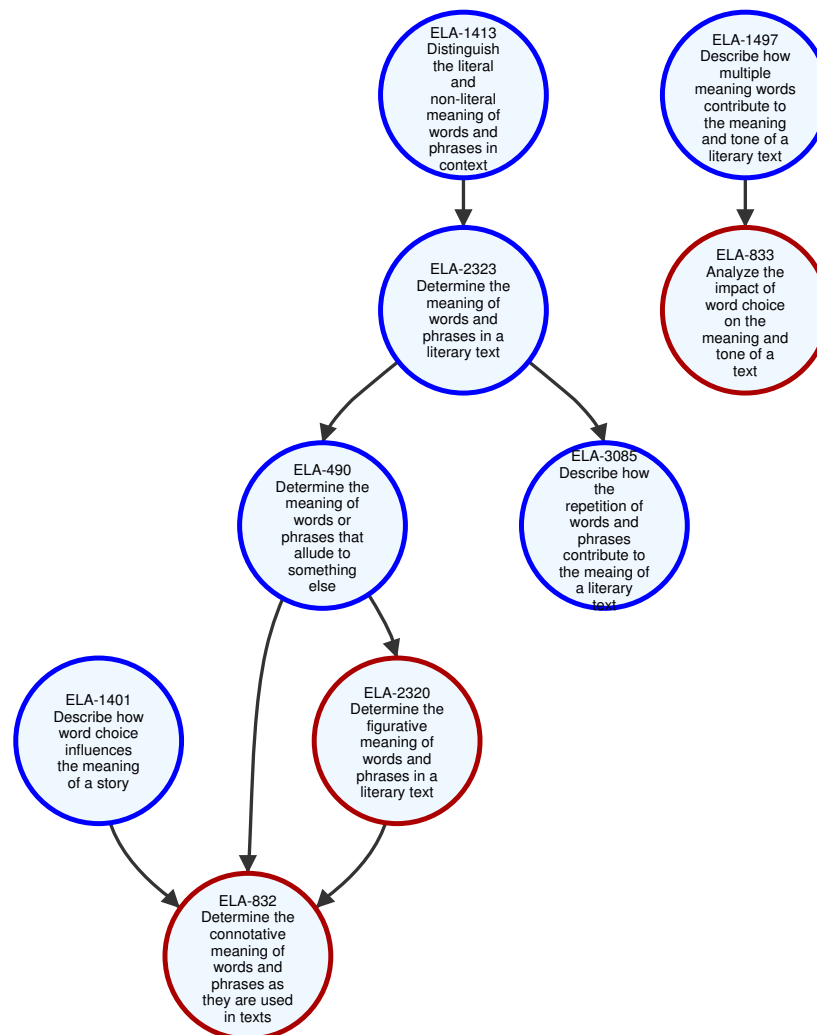 ELA-1413
Distinguish
the literal
and
non-literal
meaning of
words and
phrases in
context
ELA-1497
Describe how
multiple
meaning words
contribute to
the meaning
and tone of a
literary text
ELA-2323
Determine the
meaning of
words and
phrases in a
literary text
ELA-833
Analyze the
impact of
word choice
on the
meaning and
tone of a
text
ELA-490
Determine the
meaning of
words or
phrases that
allude to
something
else
ELA-3085
Describe how
the
repetition of
words and
phrases
contribute to
the meaing of
a literary
text
ELA-1401
Describe how
word choice
influences
the meaning
of a story
ELA-2320
Determine the
figurative
meaning of
words and
phrases in a
literary text
ELA-832
Determine the
connotative
meaning of
words and
phrases as
they are used
in texts